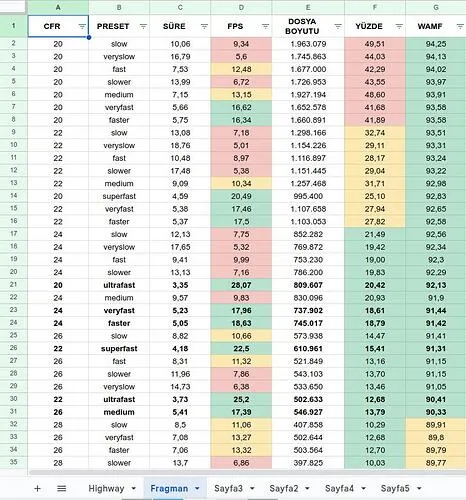 A B C D E F G
1 CFR PRESET SÜRE FPS DOSYA BOYUTU YÜZDE WAMF
2 20 slow 10,06 9,34 1.963.079 49,51 94,25
3 20 veryslow 16,79 5,6 1.745.863 44,03 94,13
4 20 fast 7,53 12,48 1.677.000 42,29 94,02
5 20 slower 13,99 6,72 1.726.953 43,55 93,97
6 20 medium 7,15 13,15 1.927.194 48,60 93,91
7 20 veryfast 5,66 16,62 1.652.578 41,68 93,58
8 20 faster 5,75 16,34 1.660.891 41,89 93,58
9 22 slow 13,08 7,18 1.298.166 32,74 93,51
10 22 veryslow 18,76 5,01 1.154.226 29,11 93,31
11 22 fast 10,48 8,97 1.116.897 28,17 93,24
12 22 slower 17,48 5,38 1.151.445 29,04 93,22
13 22 medium 9,09 10,34 1.257.468 31,71 92,98
14 20 superfast 4,59 20,49 995.400 25,10 92,83
15 22 veryfast 5,38 17,46 1.107.658 27,94 92,65
16 22 faster 5,37 17,5 1.103.053 27,82 92,58
17 24 slow 12,13 7,75 852.282 21,49 92,56
18 24 veryslow 17,65 5,32 769.872 19,42 92,34
19 24 fast 9,41 9,99 753.230 19,00 92,3
20 24 slower 13,13 7,16 786.200 19,83 92,29
21 20 ultrafast 3,35 28,07 809.607 20,42 92,13
22 24 medium 9,57 9,83 830.096 20,93 91,9
23 24 veryfast 5,23 17,96 737.902 18,61 91,44
24 24 faster 5,05 18,63 745.017 18,79 91,42
25 26 slow 8,82 10,66 573.938 14,47 91,41
26 22 superfast 4,18 22,5 610.961 15,41 91,31
27 26 fast 8,31 11,32 521.849 13,16 91,15
28 26 slower 11,96 7,86 543.103 13,70 91,15
29 26 veryslow 14,73 6,38 533.650 13,46 91,05
30 22 ultrafast 3,73 25,2 502.633 12,68 90,41
31 26 medium 5,41 17,39 546.927 13,79 90,33
32 28 slow 8,5 11,06 407.858 10,29 89,91
33 26 veryfast 7,08 13,27 502.644 12,68 89,8
34 26 faster 7,06 13,32 503.564 12,70 89,79
35 28 slower 13,7 6,86 397.825 10,03 89,77
+ Highway Fragman Sayfa3 Sayfa2 Sayfa4 Sayfa5